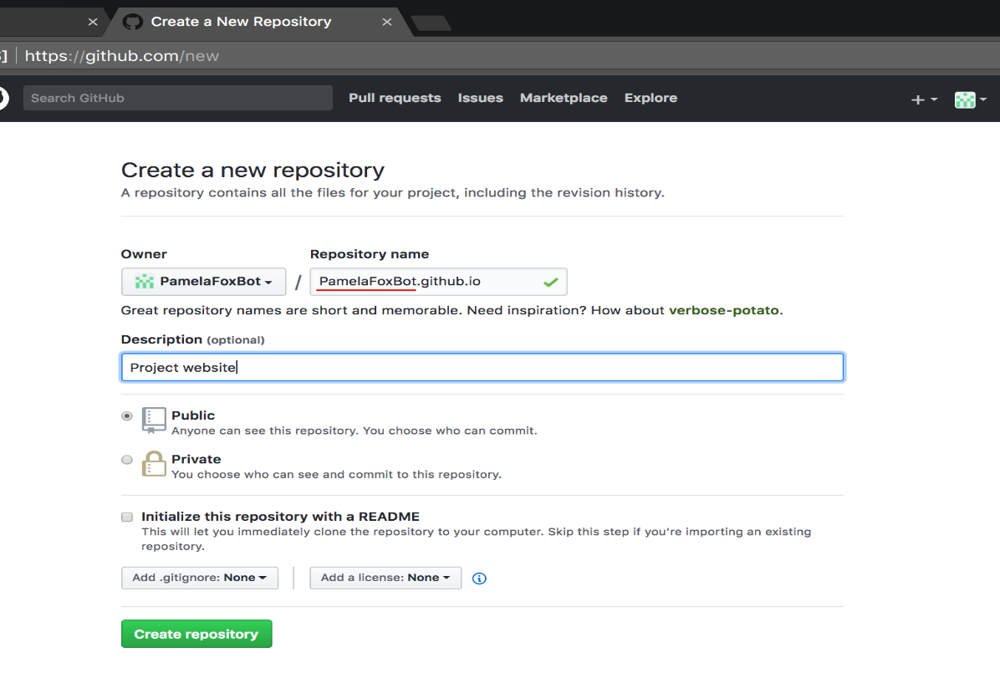 Create a New Repository
https://github.com/new
Search GitHub Pull requests Issues Marketplace Explore
Create a new repository
A repository contains all the files for your project, including the revision history.
Owner Repository name
PamelaFoxBot / PamelaFoxBot.github.io
Great repository names are short and memorable. Need inspiration? How about verbose-potato.
Description (optional)
Project website
Public
Anyone can see this repository. You choose who can commit.
Private
You choose who can see and commit to this repository.
Initialize this repository with a README
This will let you immediately clone the repository to your computer. Skip this step if you’re importing an existing
repository.
Add .gitignore: None Add a license: None
Create repository